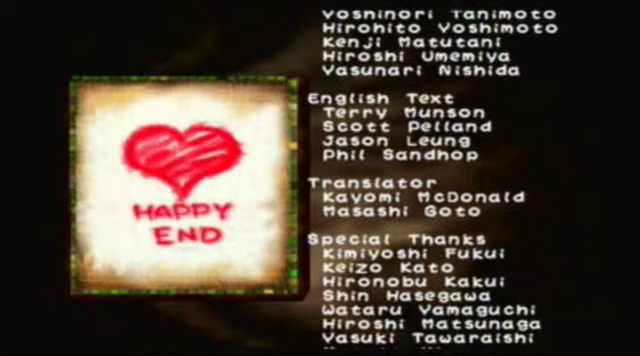 Yoshinori Tanimoto
Hirohito Yoshimoto
Kenji Matutani
Hiroshi Umemiya
Yasunari Nishida
English Text
Terry Munson
Scott Pelland
Jason Leung
Phil Sandhop
Translator
Kayomi McDonald
Masashi Goto
Special Thanks
Kimiyoshi Fukui
Keizo Kato
Hironobu Kakui
Shin Hasegawa
Wataru Yamaguchi
Hiroshi Matsunaga
Yasuki Tawaraishi
HAPPY
END